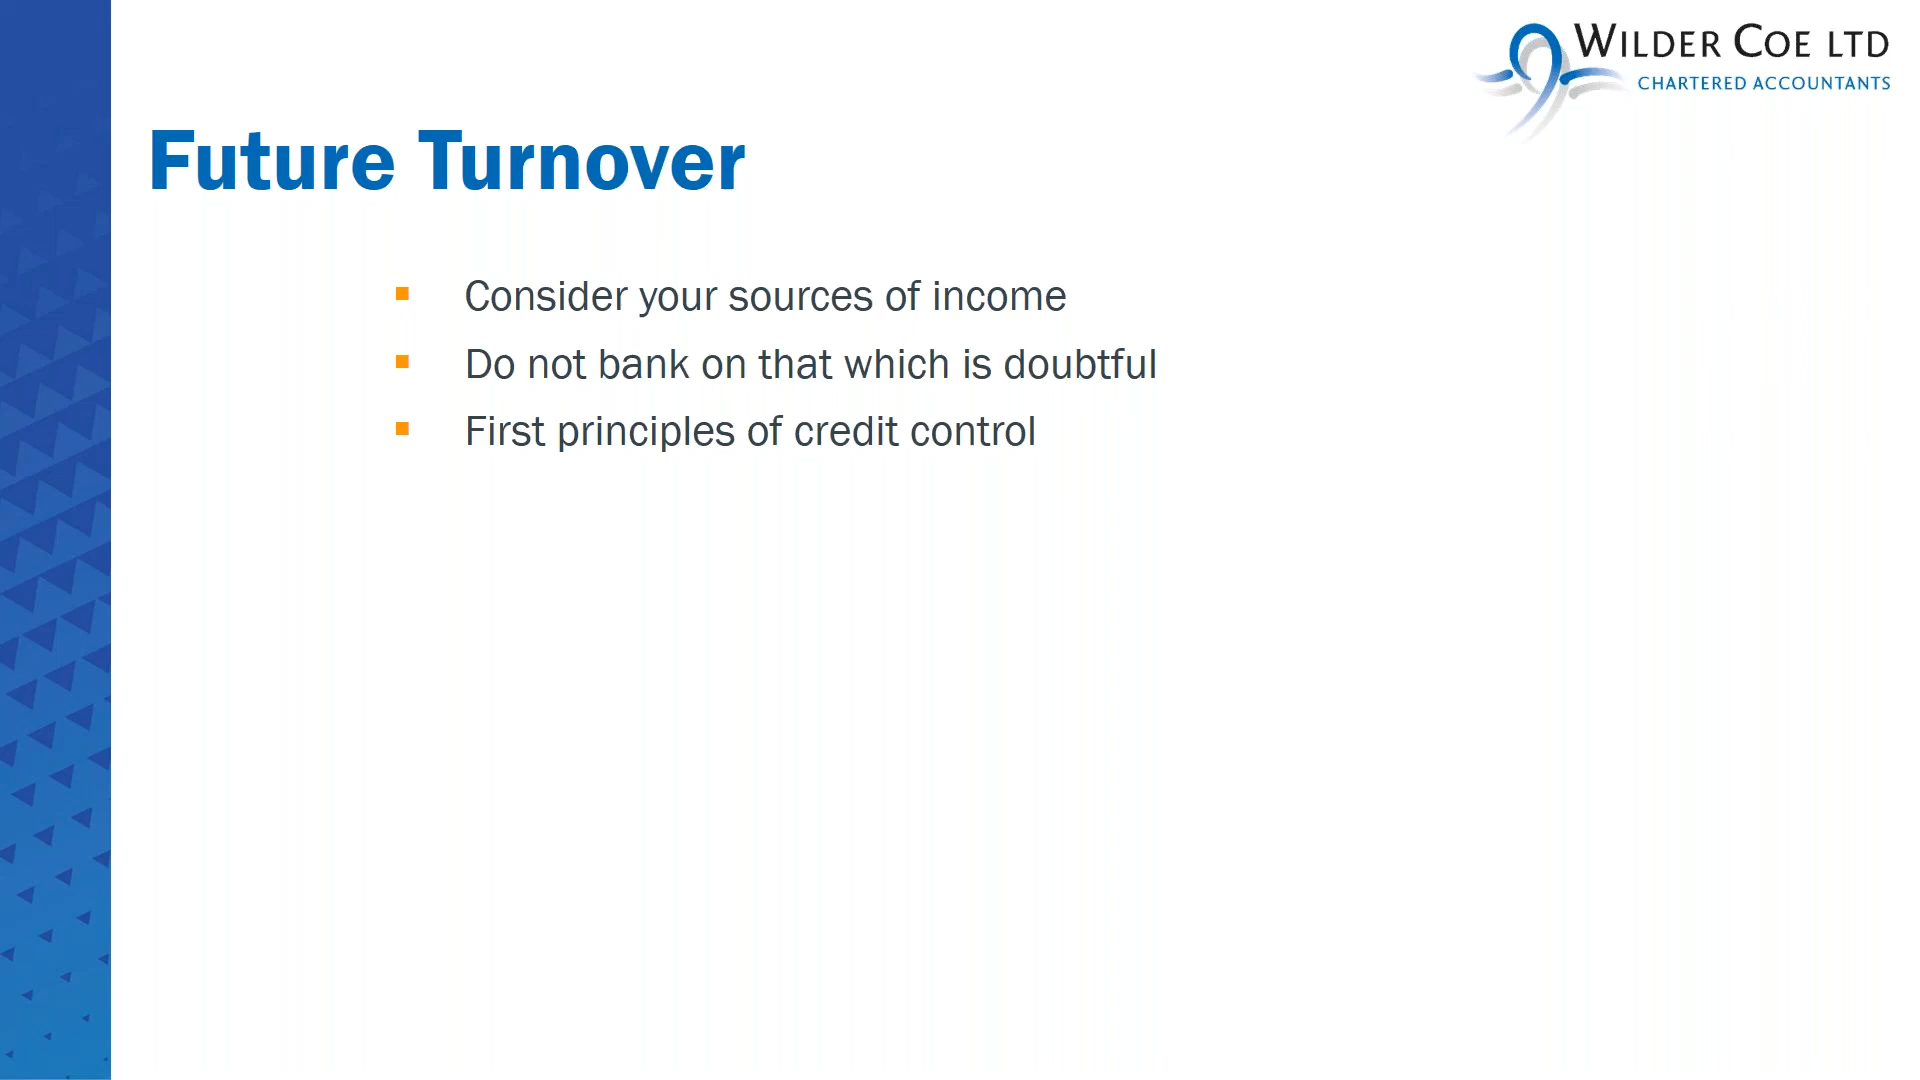 WILDER COE LTD
CHARTERED ACCOUNTANTS
Future Turnover
Consider your sources of income
Do not bank on that which is doubtful
First principles of credit control